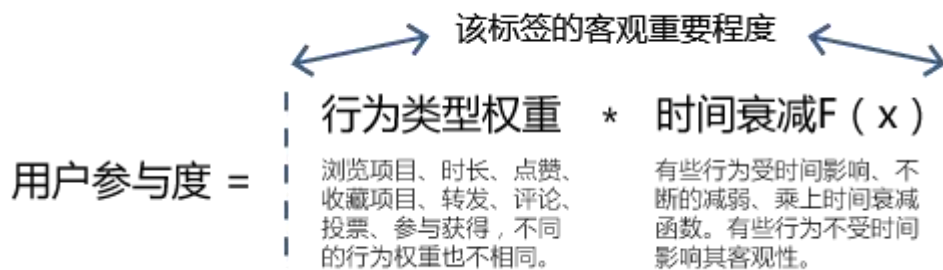 该标签的客观重要程度
行为类型权重 * 时间衰减F（x）
用户参与度 =
浏览项目、时长、点赞、
收藏项目、转发、评论、
投票、参与获得，不同
的行为权重也不相同。
有些行为受时间影响、不
断的减弱、乘上时间衰减
函数。有些行为不受时间
影响其客观性。